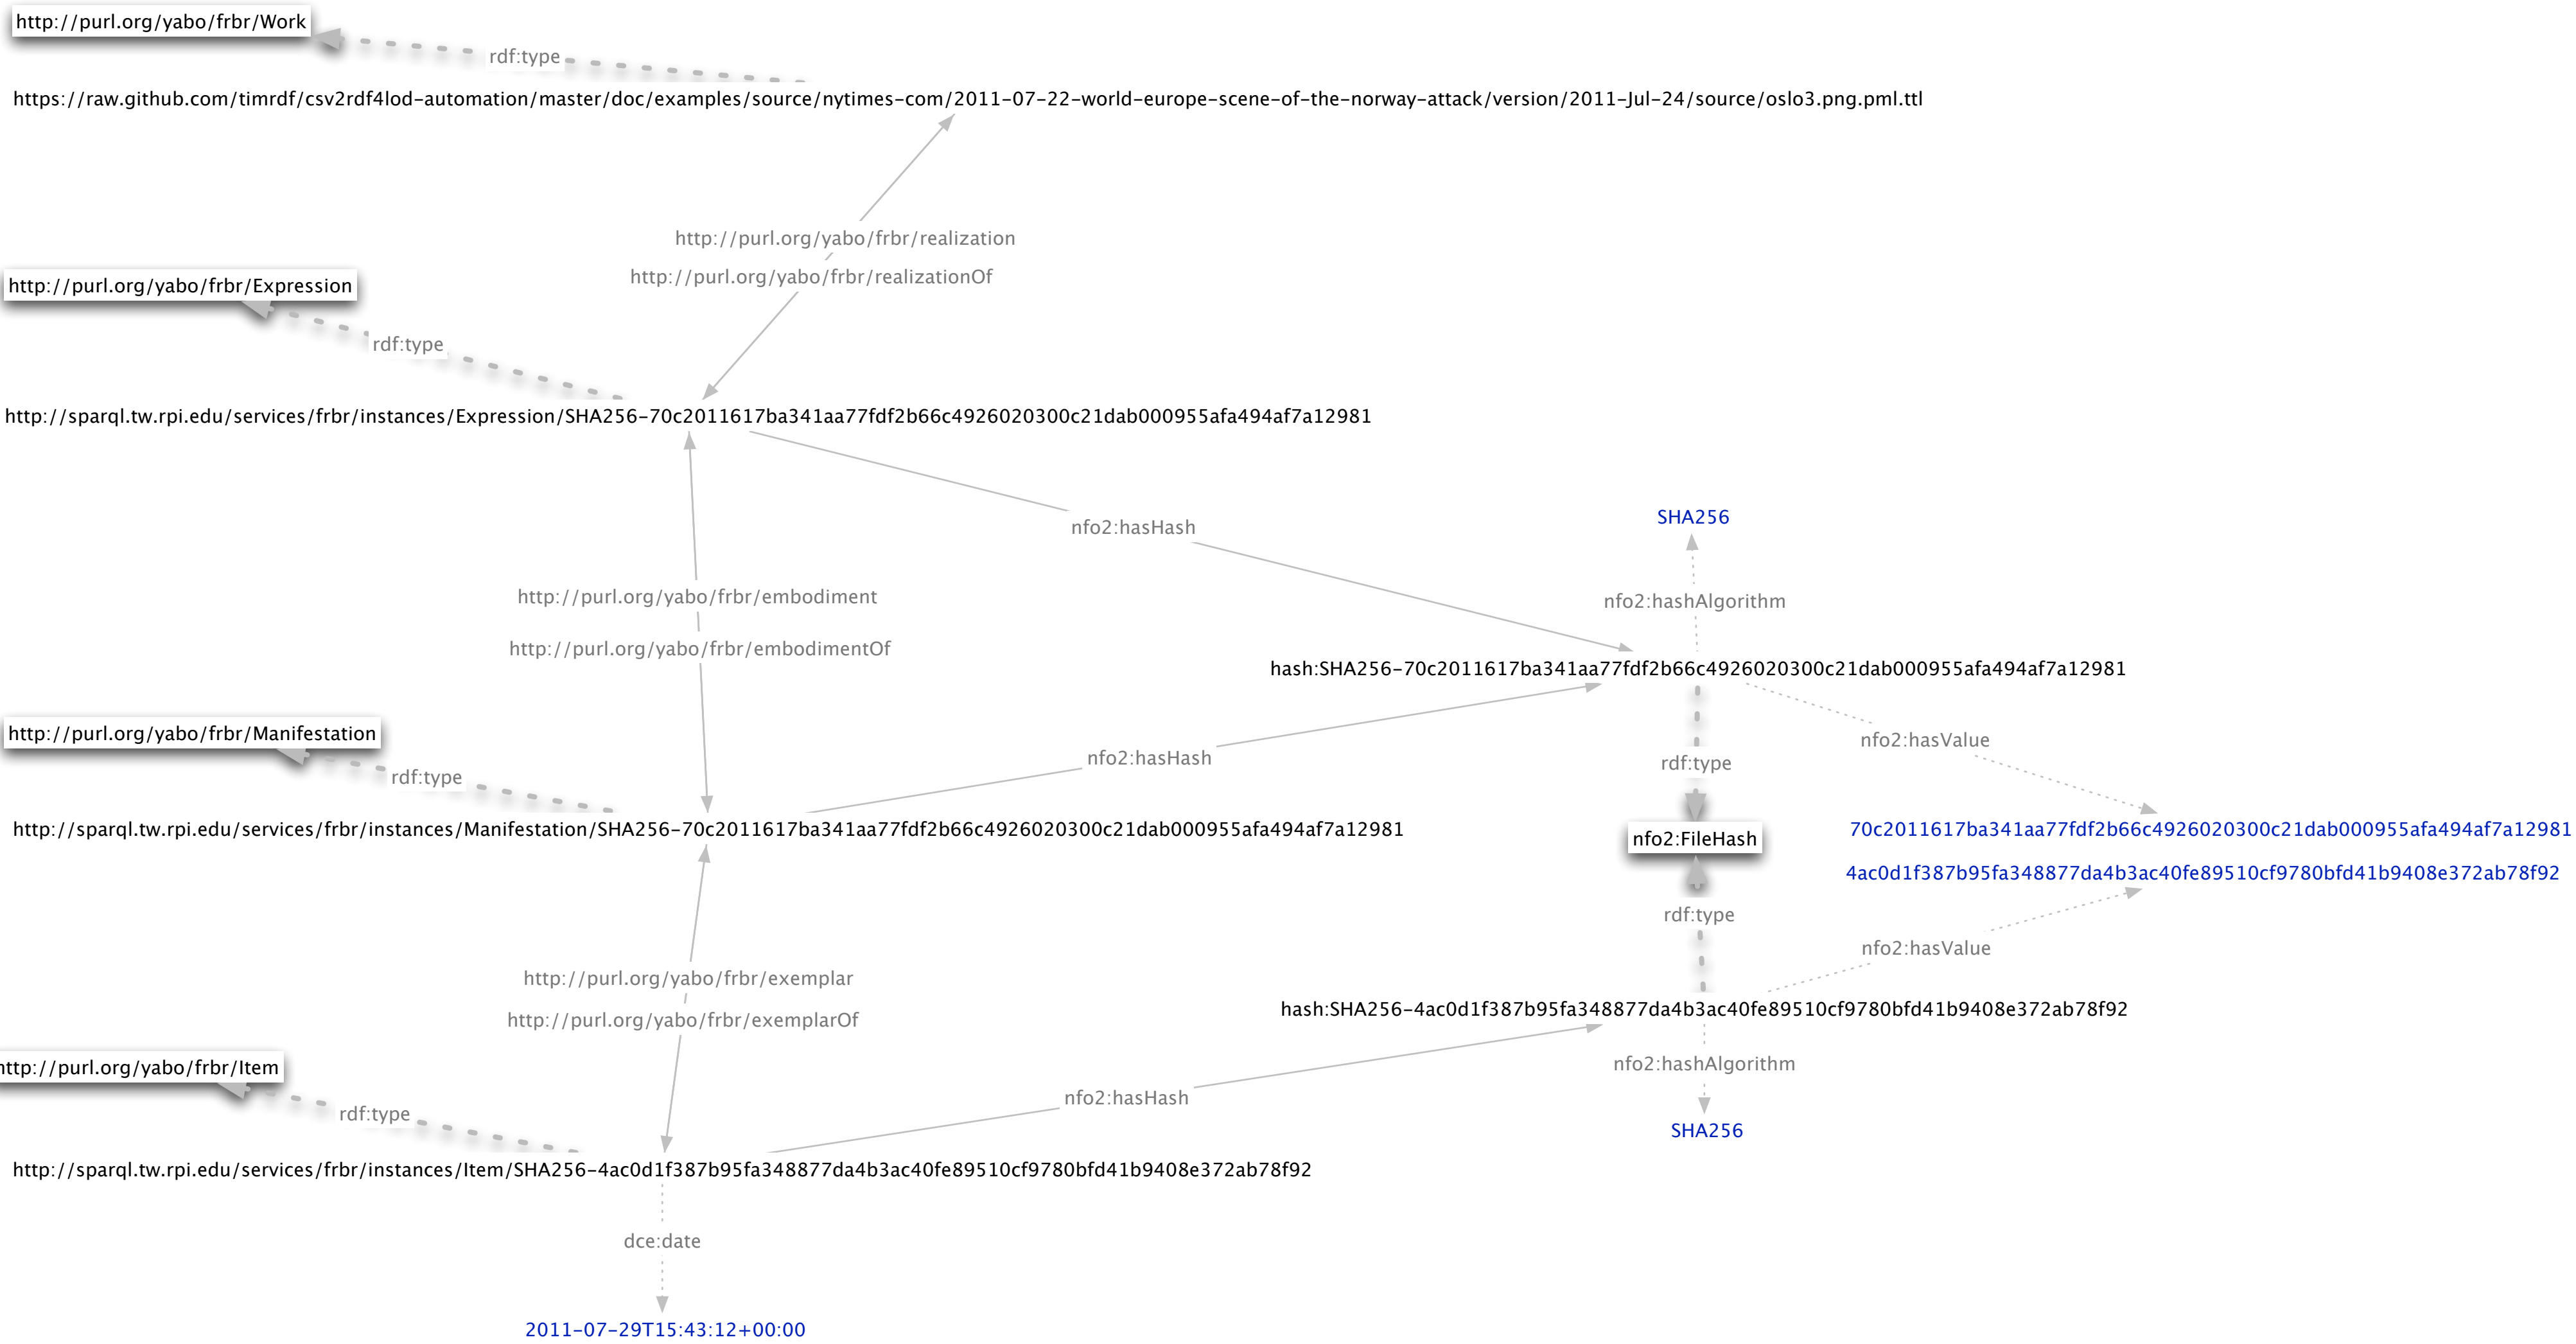 http://purl.org/yabo/frbr/Work
rdf:type
https://raw.github.com/timrdf/csv2rdf4lod-automation/master/doc/examples/source/nytimes-com/2011-07-22-world-europe-scene-of-the-norway-attack/version/2011-Jul-24/source/oslo3.png.pml.ttl
http://purl.org/yabo/frbr/realization
http://purl.org/yabo/frbr/realizationOf
http://purl.org/yabo/frbr/Expression
rdf:type
http://sparql.tw.rpi.edu/services/frbr/instances/Expression/SHA256-70c2011617ba341aa77fdf2b66c4926020300c21dab000955afa494af7a12981
SHA256
nfo2:hasHash
http://purl.org/yabo/frbr/embodiment
nfo2:hashAlgorithm
http://purl.org/yabo/frbr/embodimentOf
hash:SHA256-70c2011617ba341aa77fdf2b66c4926020300c21dab000955afa494af7a12981
http://purl.org/yabo/frbr/Manifestation
nfo2:hasValue
nfo2:hasHash
rdf:type
rdf:type
http://sparql.tw.rpi.edu/services/frbr/instances/Manifestation/SHA256-70c2011617ba341aa77fdf2b66c4926020300c21dab000955afa494af7a12981
70c2011617ba341aa77fdf2b66c4926020300c21dab000955afa494af7a12981
nfo2:FileHash
4ac0d1f387b95fa348877da4b3ac40fe89510cf9780bfd41b9408e372ab78f92
rdf:type
nfo2:hasValue
http://purl.org/yabo/frbr/exemplar
hash:SHA256-4ac0d1f387b95fa348877da4b3ac40fe89510cf9780bfd41b9408e372ab78f92
http://purl.org/yabo/frbr/exemplarOf
http://purl.org/yabo/frbr/Item
nfo2:hashAlgorithm
nfo2:hasHash
rdf:type
SHA256
http://sparql.tw.rpi.edu/services/frbr/instances/Item/SHA256-4ac0d1f387b95fa348877da4b3ac40fe89510cf9780bfd41b9408e372ab78f92
dce:date
2011-07-29T15:43:12+00:00